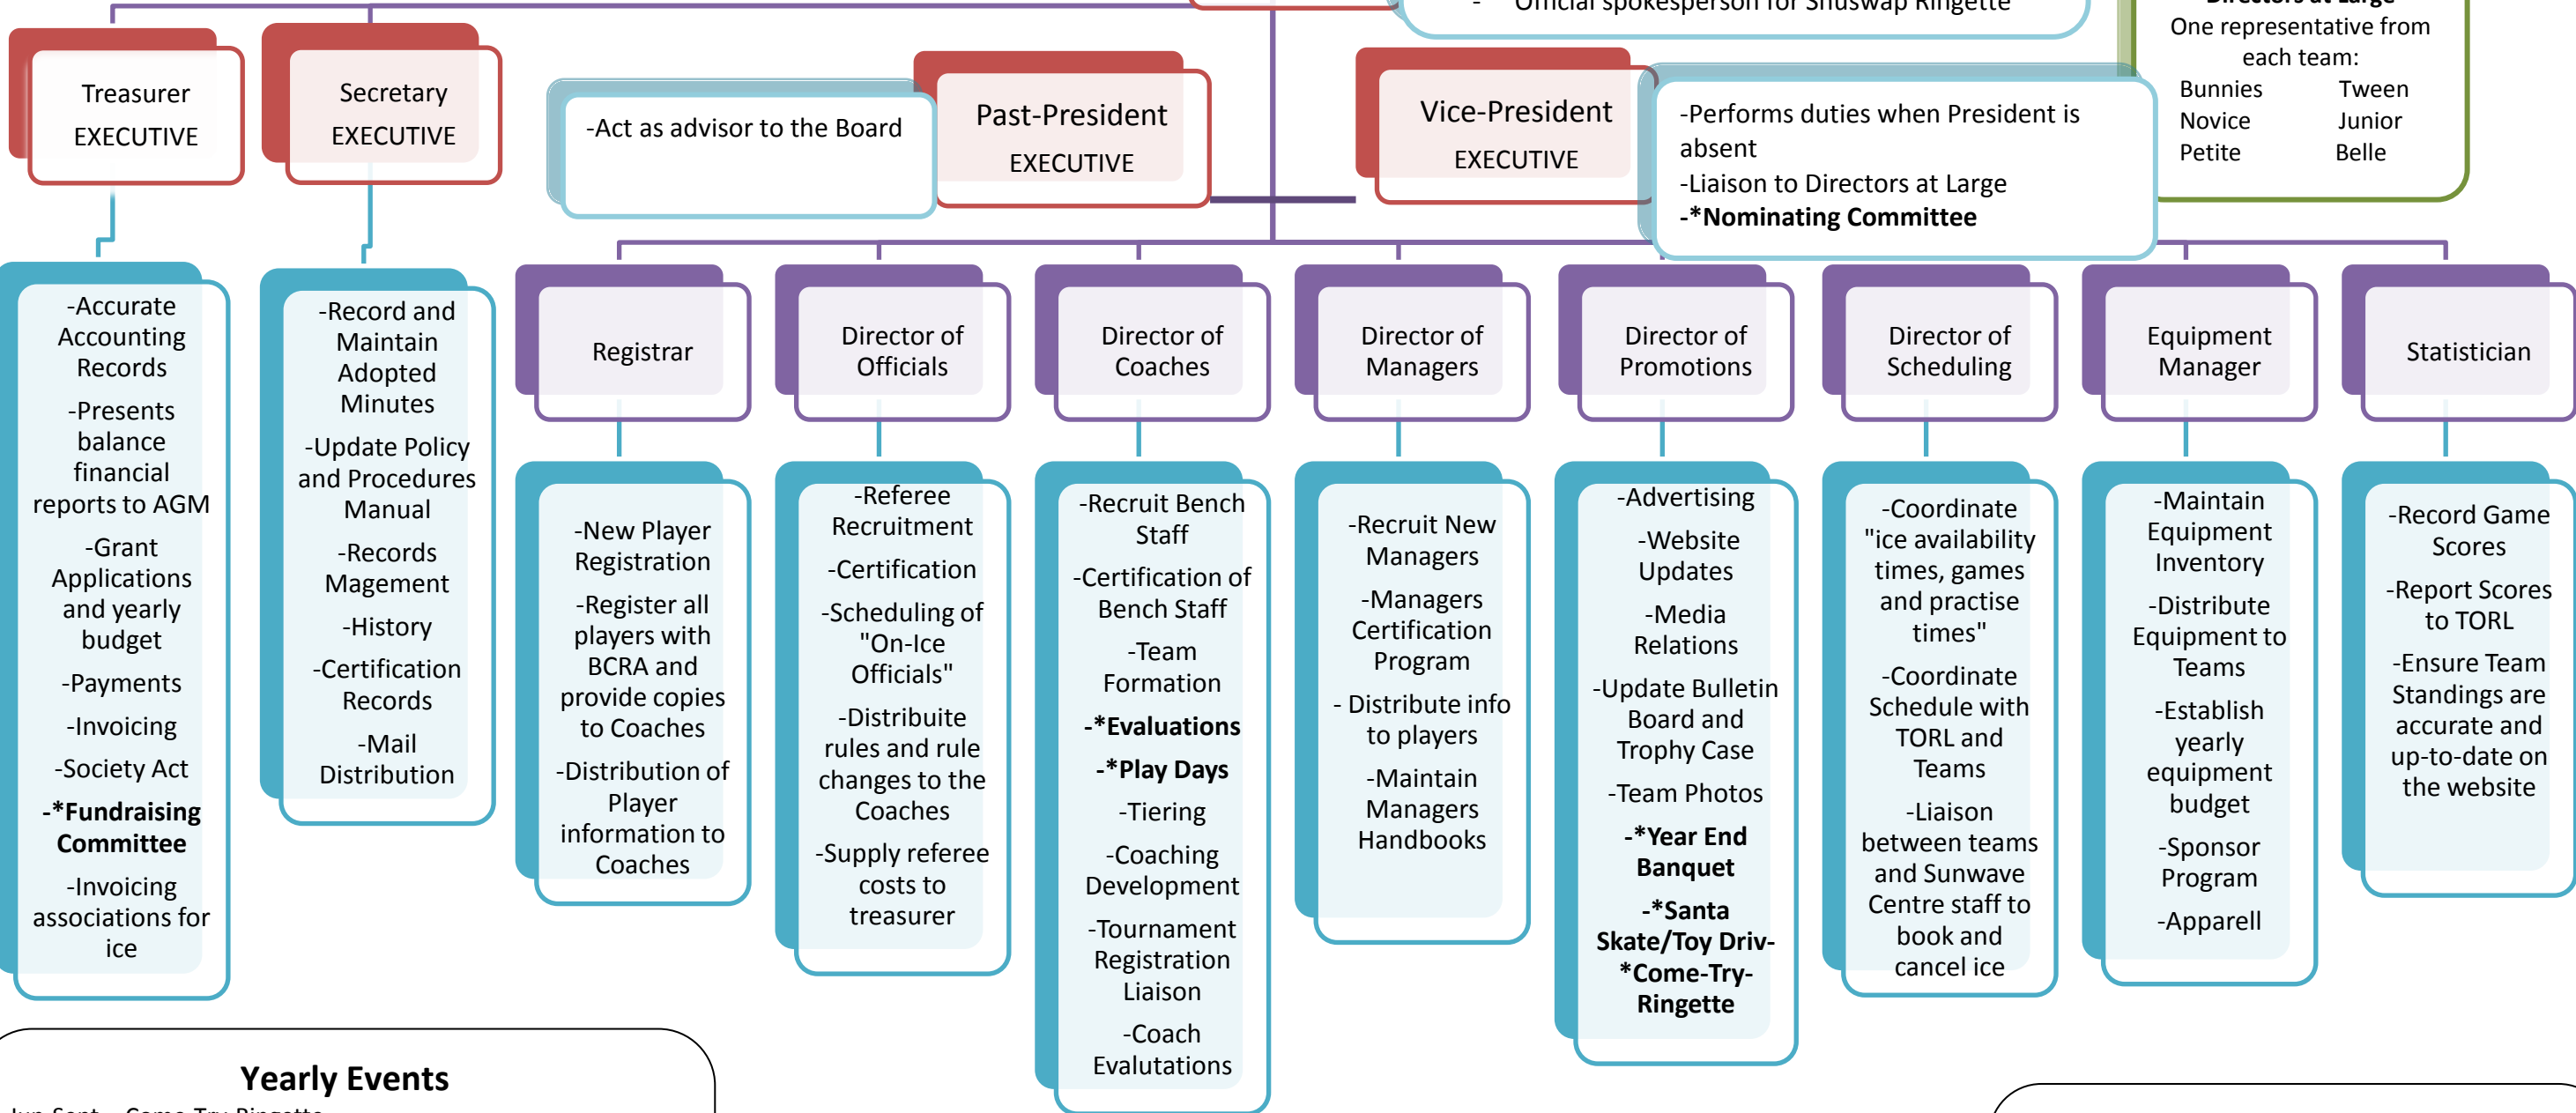 - Official spokesperson for Shuswap Ringette
Directors at Large
One representative from
each team:
Bunnies Tween
Novice Junior
Petite Belle
Treasurer
EXECUTIVE
Secretary
EXECUTIVE
-Act as advisor to the Board
Past-President
EXECUTIVE
Vice-President
EXECUTIVE
-Performs duties when President is
absent
-Liaison to Directors at Large
-*Nominating Committee
-Accurate
Accounting
Records
-Presents
balance
financial
reports to AGM
-Grant
Applications
and yearly
budget
-Payments
-Invoicing
-Society Act
-*Fundraising
Committee
-Invoicing
associations for
ice
-Record and
Maintain
Adopted
Minutes
-Update Policy
and Procedures
Manual
-Records
Magement
-History
-Certification
Records
-Mail
Distribution
Registrar
-New Player
Registration
-Register all
players with
BCRA and
provide copies
to Coaches
-Distribution of
Player
information to
Coaches
Director of
Officials
-Referee
Recruitment
-Certification
-Scheduling of
"On-Ice
Officials"
-Distribuite
rules and rule
changes to the
Coaches
-Supply referee
costs to
treasurer
Director of
Coaches
-Recruit Bench
Staff
-Certification of
Bench Staff
-Team
Formation
-*Evaluations
-*Play Days
-Tiering
-Coaching
Development
-Tournament
Registration
Liaison
-Coach
Evalutations
Director of
Managers
-Recruit New
Managers
-Managers
Certification
Program
- Distribute info
to players
-Maintain
Managers
Handbooks
Director of
Promotions
-Advertising
-Website
Updates
-Media
Relations
-Update Bulletin
Board and
Trophy Case
-Team Photos
-*Year End
Banquet
-*Santa
Skate/Toy Driv-
*Come-Try-
Ringette
Director of
Scheduling
-Coordinate
"ice availability
times, games
and practise
times"
-Coordinate
Schedule with
TORL and
Teams
-Liaison
between teams
and Sunwave
Centre staff to
book and
cancel ice
Equipment
Manager
-Maintain
Equipment
Inventory
-Distribute
Equipment to
Teams
-Establish
yearly
equipment
budget
-Sponsor
Program
-Apparell
Statistician
-Record Game
Scores
-Report Scores
to TORL
-Ensure Team
Standings are
accurate and
up-to-date on
the website
Yearly Events
Jun-Sept – Come-Try-Ringette